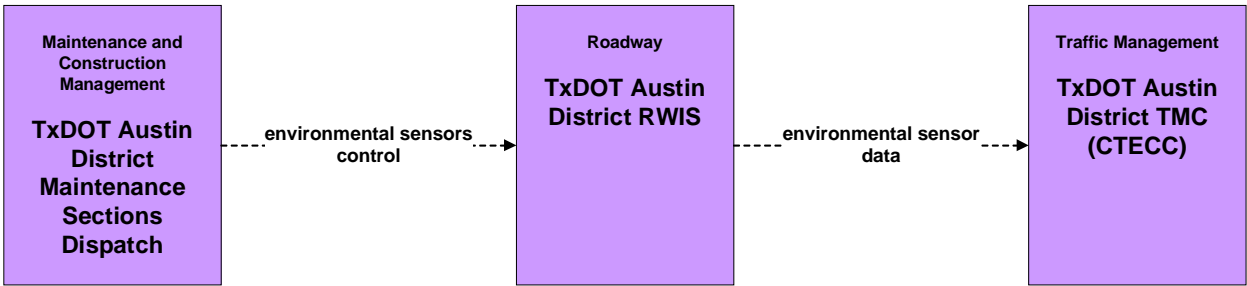 Maintenance and
Construction
Management
TxDOT Austin
District
Maintenance
Sections
Dispatch
environmental sensors
control
Roadway
TxDOT Austin
District RWIS
environmental sensor
data
Traffic Management
TxDOT Austin
District TMC
(CTECC)